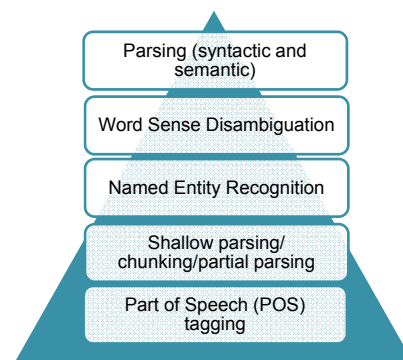 Parsing (syntactic and
semantic)
Word Sense Disambiguation
Named Entity Recognition
Shallow parsing/
chunking/partial parsing
Part of Speech (POS)
tagging